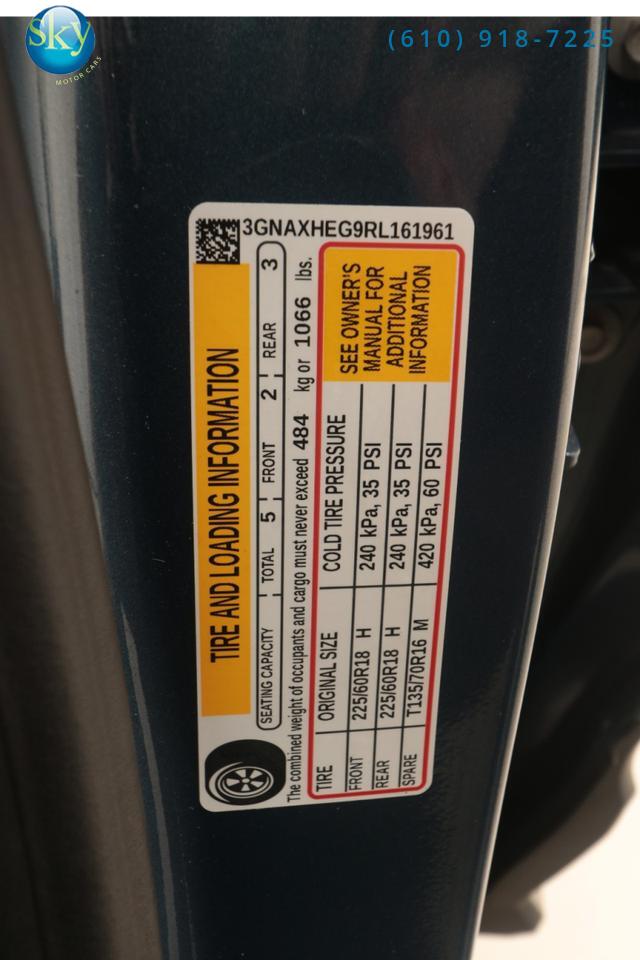 Sky
MOTOR CARS
(610) 918-7225
3GNAXHEG9RL161961
TIRE AND LOADING INFORMATION
SEATING CAPACITY TOTAL 5 FRONT 2 REAR 3
The combined weight of occupants and cargo must never exceed 484 kg or 1066 lbs.
TIRE ORIGINAL SIZE COLD TIRE PRESSURE
FRONT 225/60R18 H 240 kPa, 35 PSI
REAR 225/60R18 H 240 kPa, 35 PSI
SPARE T135/70R16 M 420 kPa, 60 PSI
SEE OWNER'S
MANUAL FOR
ADDITIONAL
INFORMATION